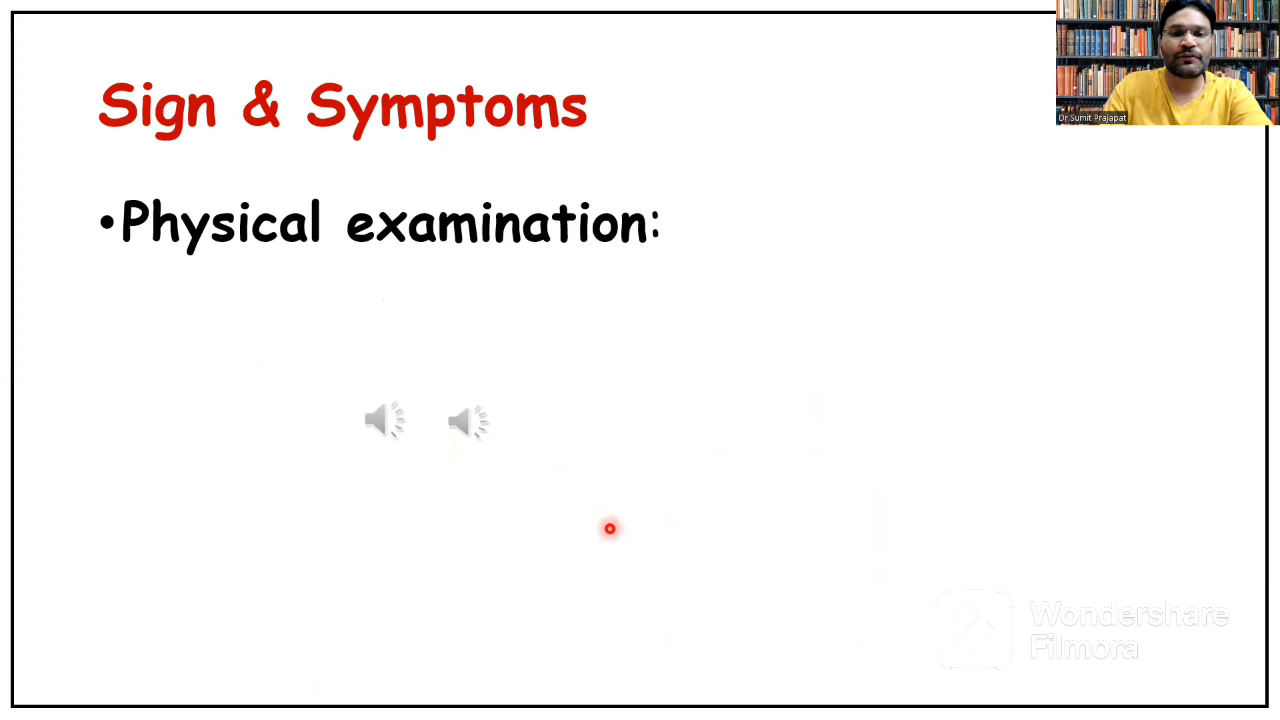 Sign & Symptoms
•Physical examination:
Dr.Sumit Prajapat
Wondershare
Filmora